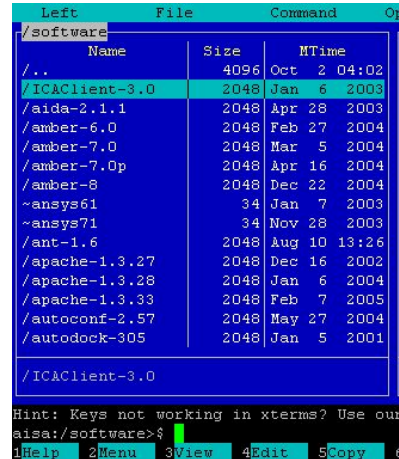 Left File Command O
/software
Name Size MTime
/.. 4096 Oct 2 04:02
/ICAClient-3.0 2048 Jan 6 2003
/aida-2.1.1 2048 Apr 28 2003
/amber-6.0 2048 Feb 27 2004
/amber-7.0 2048 Mar 5 2004
/amber-7.0p 2048 Apr 16 2004
/amber-8 2048 Dec 22 2004
~ansys61 34 Jan 7 2003
~ansys71 34 Nov 28 2003
/ant-1.6 2048 Aug 10 13:26
/apache-1.3.27 2048 Dec 16 2002
/apache-1.3.28 2048 Jan 6 2004
/apache-1.3.33 2048 Feb 7 2005
/autoconf-2.57 2048 May 27 2004
/autodock-305 2048 Jan 5 2001
/ICAClient-3.0
Hint: Keys not working in xterms? Use our
aisa:/software>$
1Help 2Menu 3View 4Edit 5Copy 6